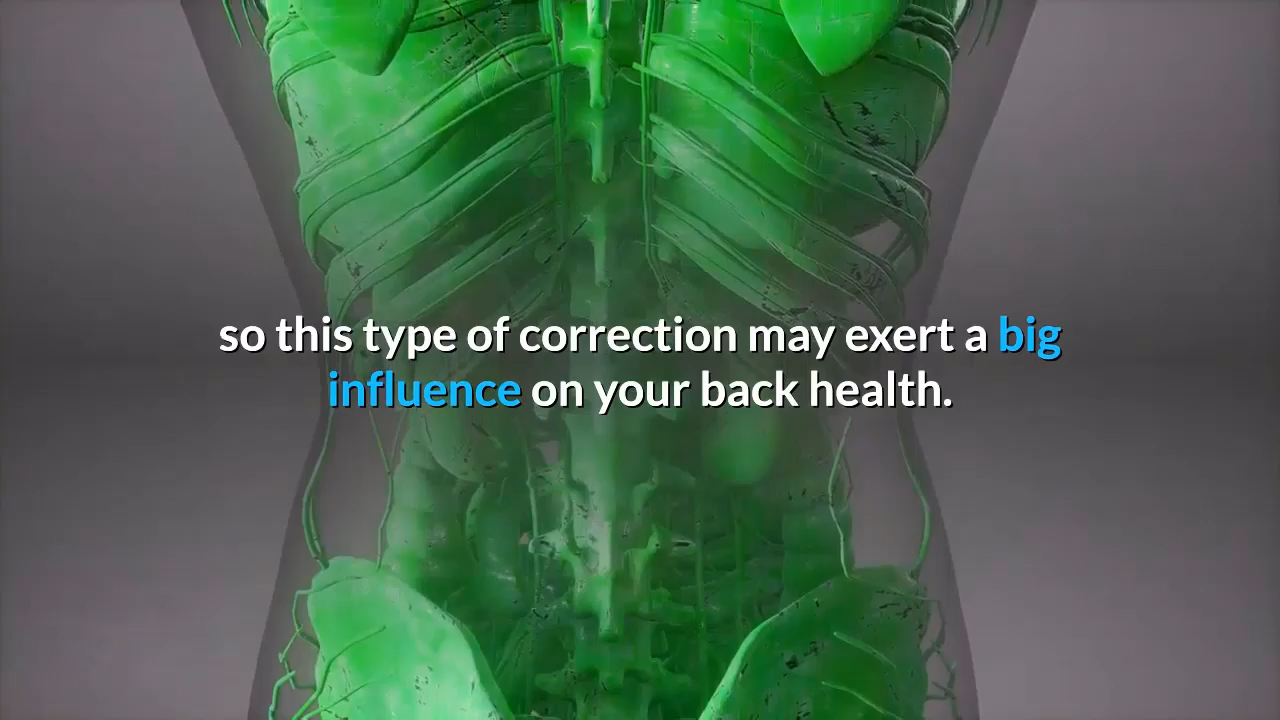 so this type of correction may exert a big
influence on your back health.